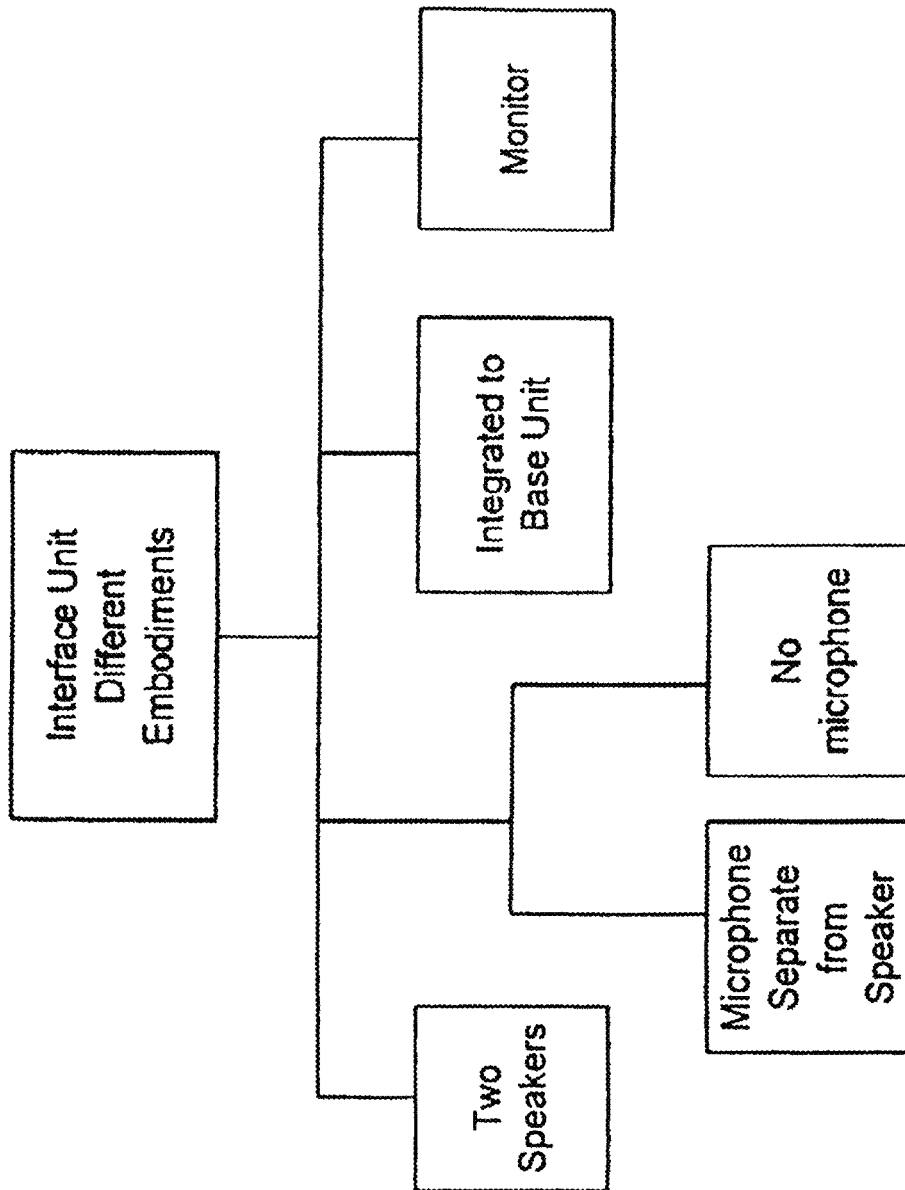 Interface Unit
Different
Embodiments
Two
Speakers
Microphone
Separate
from
Speaker
No
microphone
Integrated to
Base Unit
Monitor